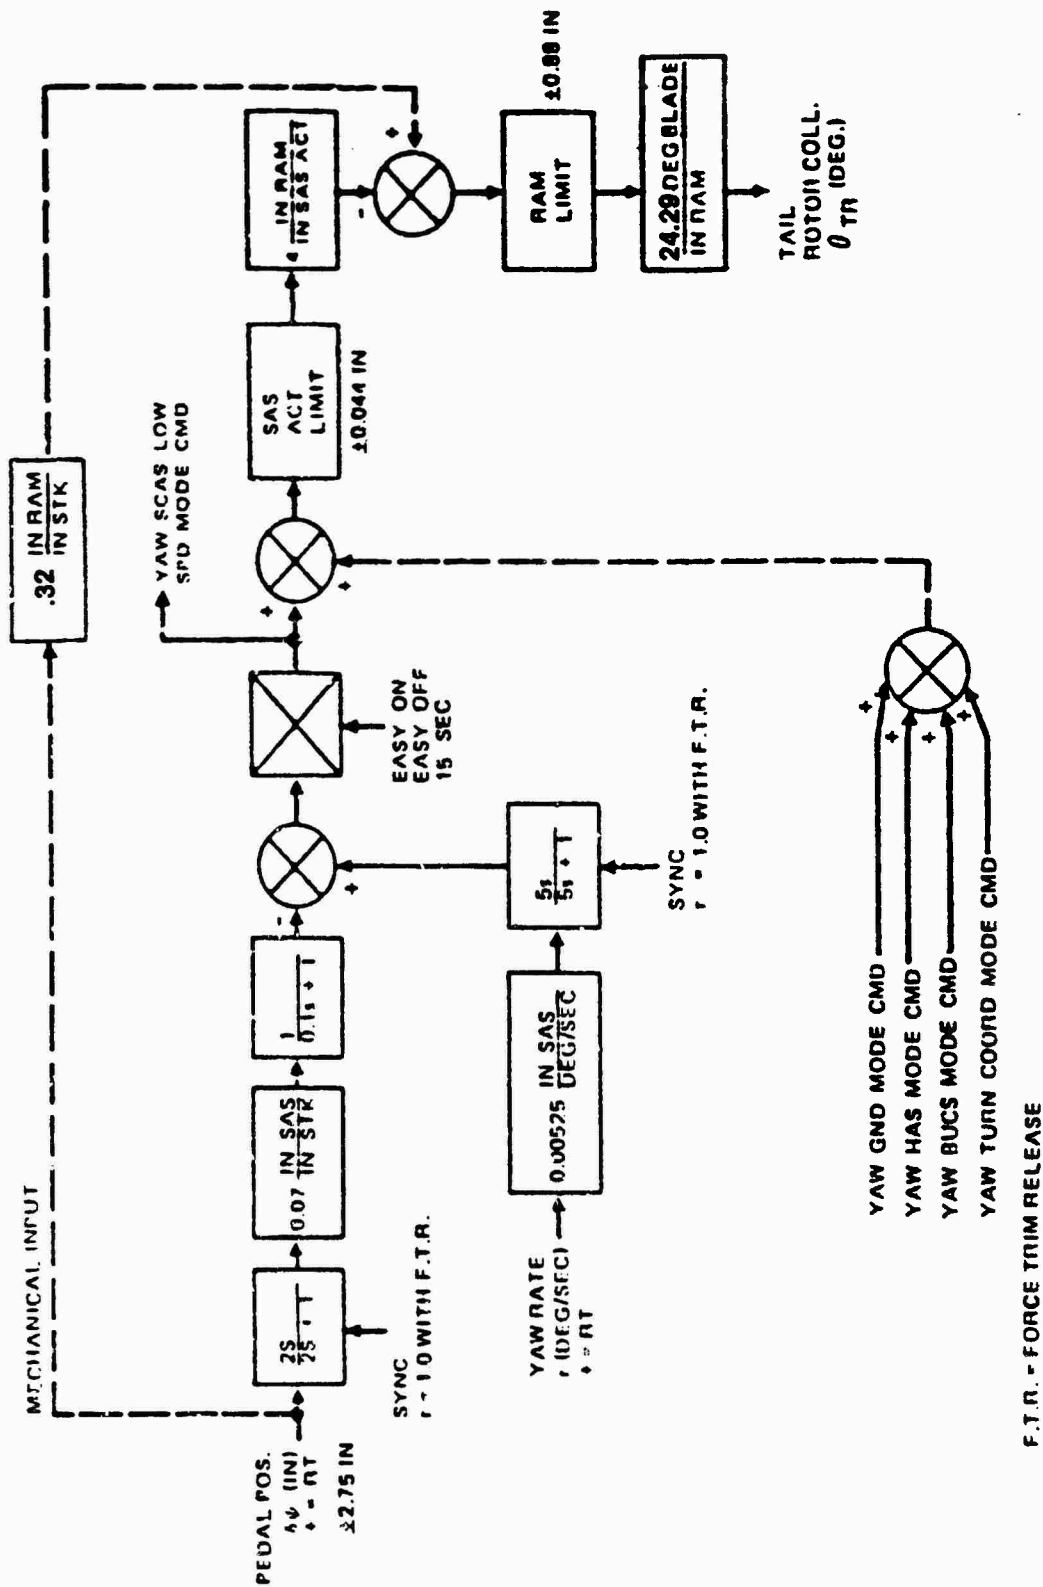 MECHANICAL INPUT
.32 IN RAM
IN STK
PEDAL POS.
δψ (IN)
+ = RT
±2.75 IN
2S
2S + 1
SYNC
τ = 1.0 WITH F.T.R.
0.07 IN SAS
IN STK
1
0.1s + 1
-
+
EASY ON
EASY OFF
15 SEC
YAW SCAS LOW
SPD MODE CMD
+
+
SAS
ACT
LIMIT
±0.044 IN
4 IN RAM
IN SAS ACT
-
+
RAM
LIMIT
±0.88 IN
24.29 DEG BLADE
IN RAM
TAIL
ROTOR COLL.
θTR (DEG.)
YAW RATE
r (DEG/SEC)
+ = RT
0.00525 IN SAS
DEG/SEC
5s
5s + 1
SYNC
τ = 1.0 WITH F.T.R.
YAW GND MODE CMD
+
YAW HAS MODE CMD
+
YAW BUCS MODE CMD
+
YAW TURN COORD MODE CMD
+
F.T.R. = FORCE TRIM RELEASE